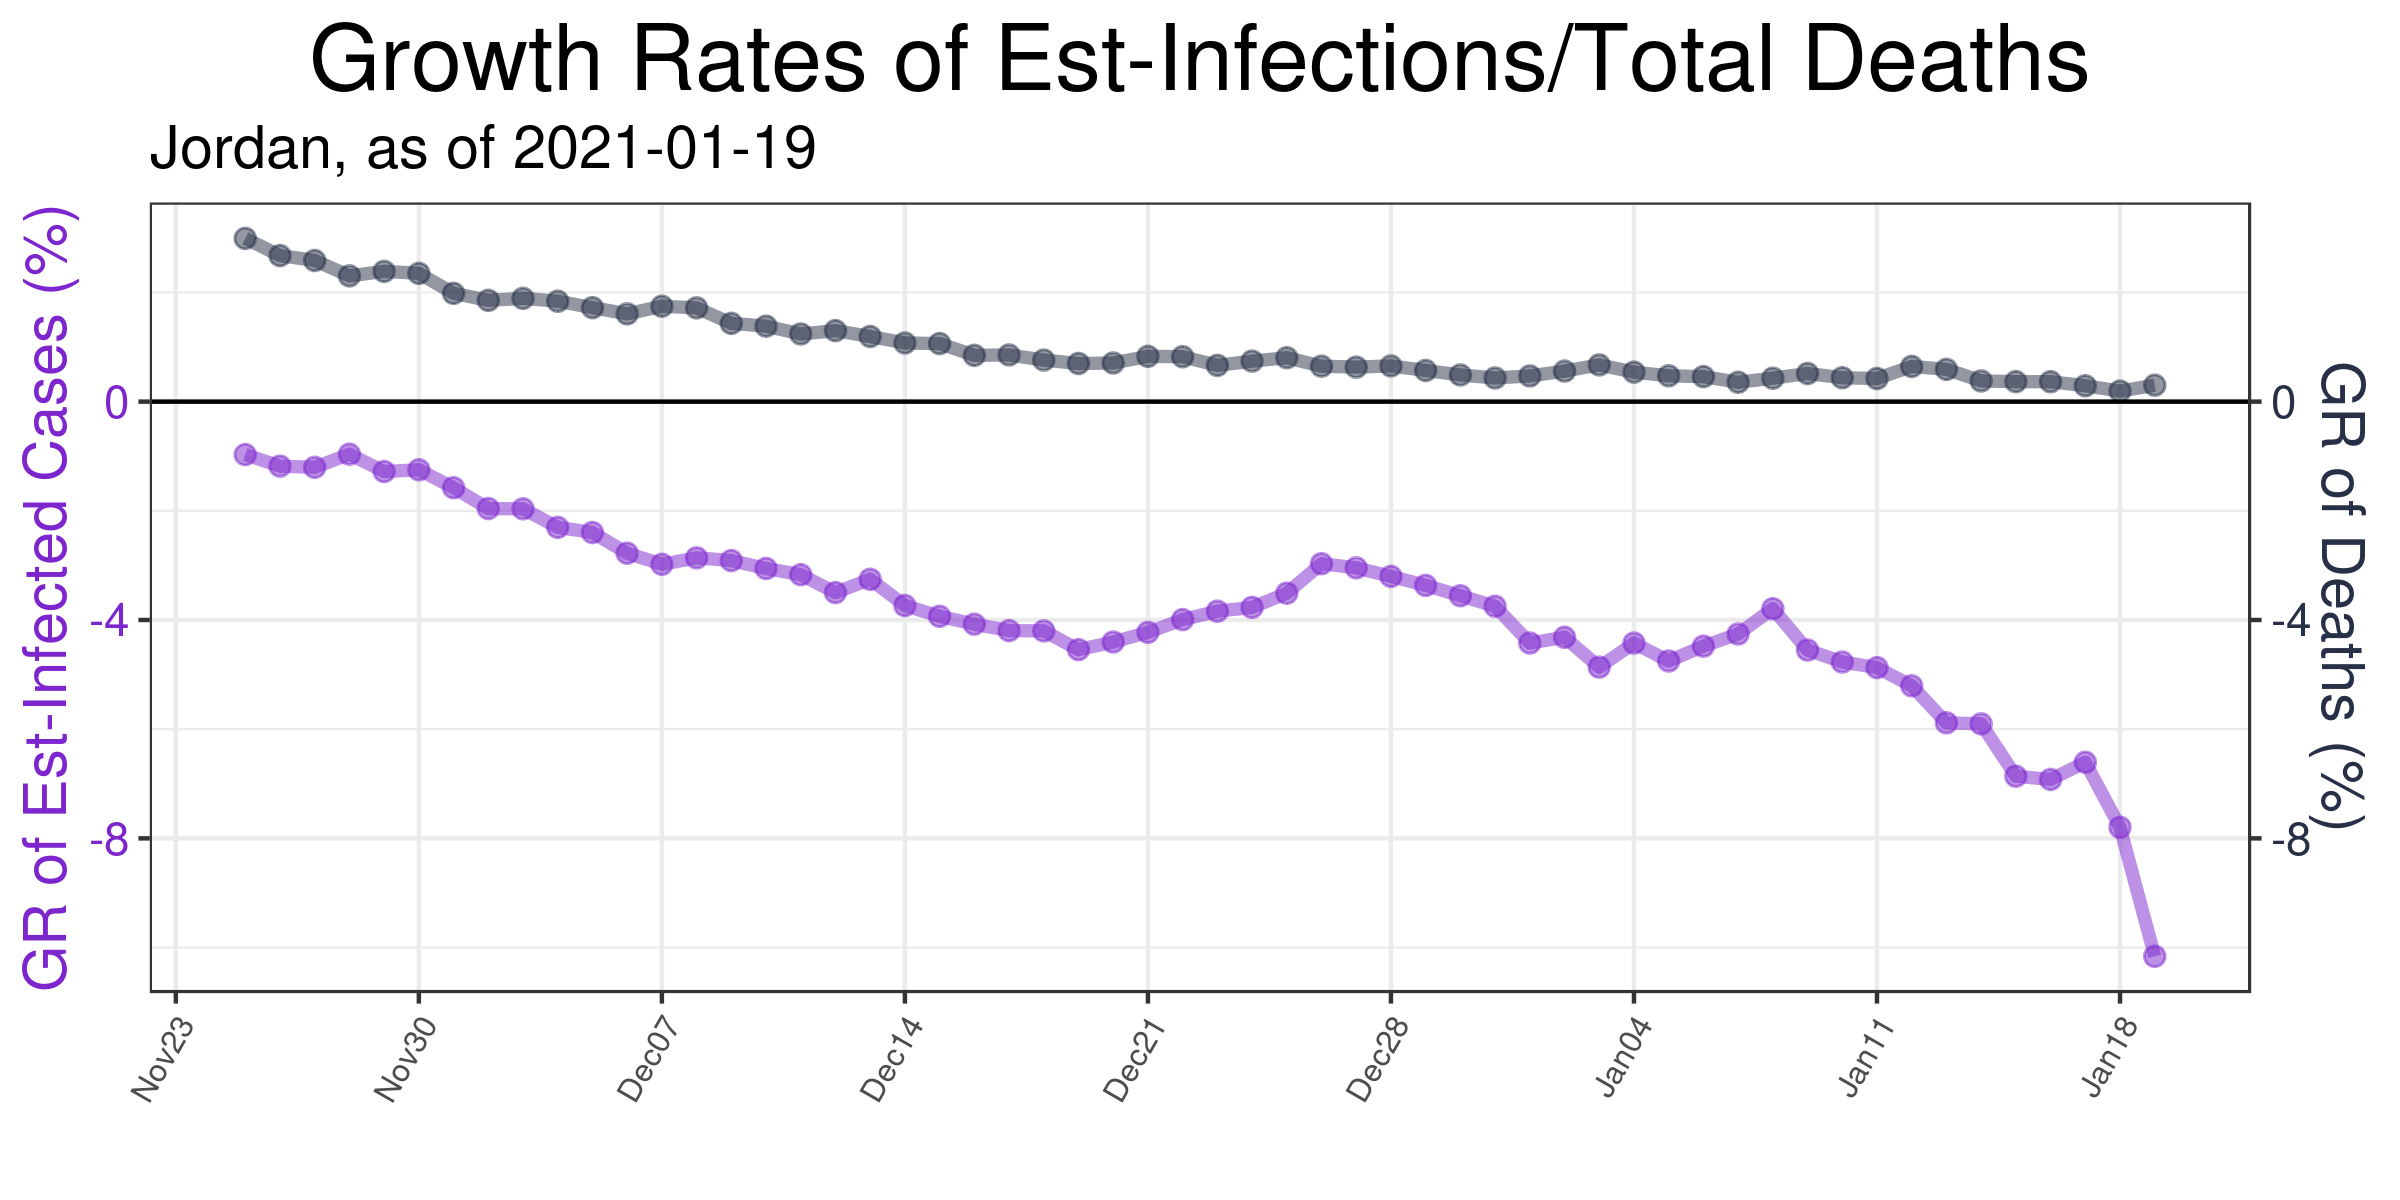 Growth Rates of Est-Infections/Total Deaths
Jordan, as of 2021-01-19
GR of Est-Infected Cases (%)
0
-4
-8
0
-4
-8
GR of Deaths (%)
Nov23
Nov30
Dec07
Dec14
Dec21
Dec28
Jan04
Jan11
Jan18